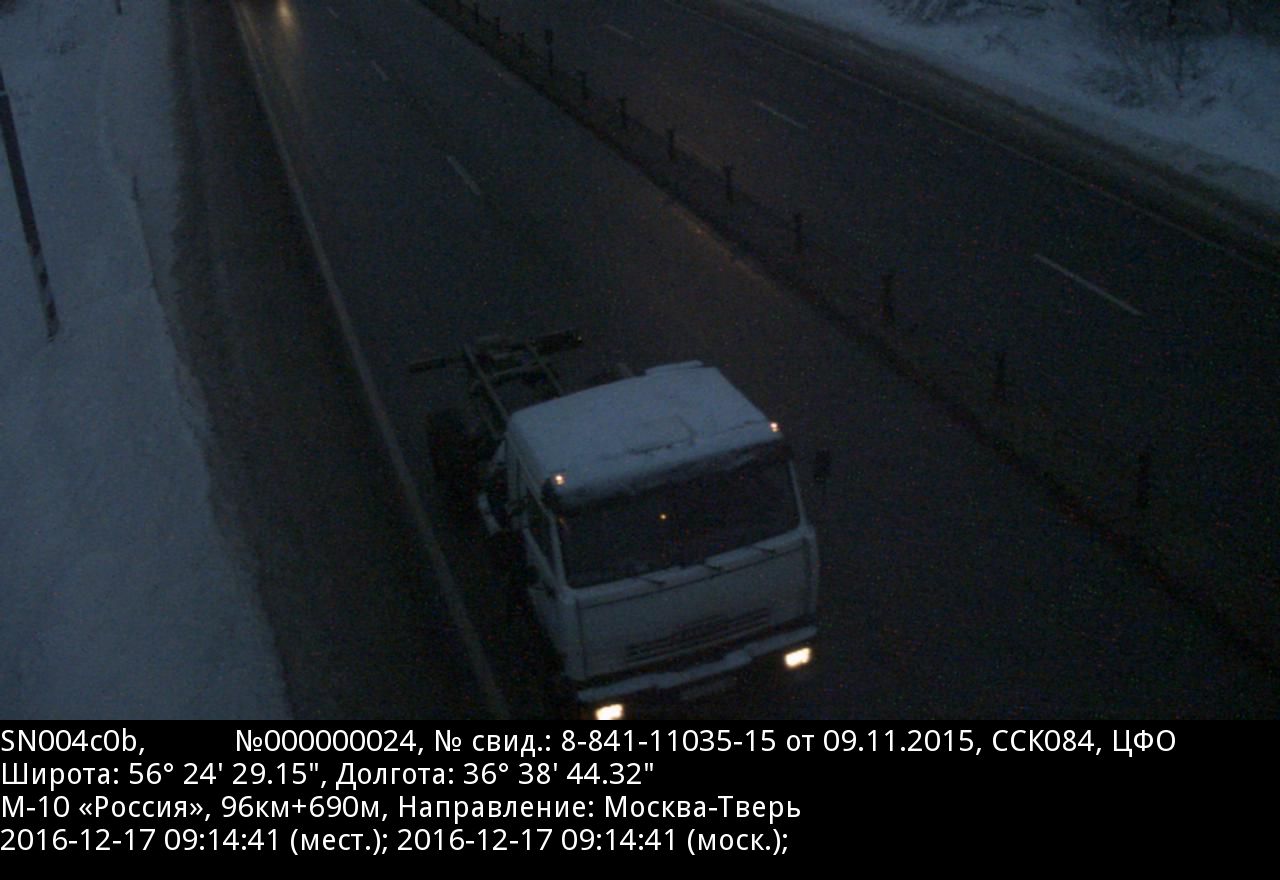 SN004c0b, №000000024, № свид.: 8-841-11035-15 от 09.11.2015, ССК084, ЦФО
Широта: 56° 24' 29.15", Долгота: 36° 38' 44.32"
М-10 «Россия», 96км+690м, Направление: Москва-Тверь
2016-12-17 09:14:41 (мест.); 2016-12-17 09:14:41 (моск.);